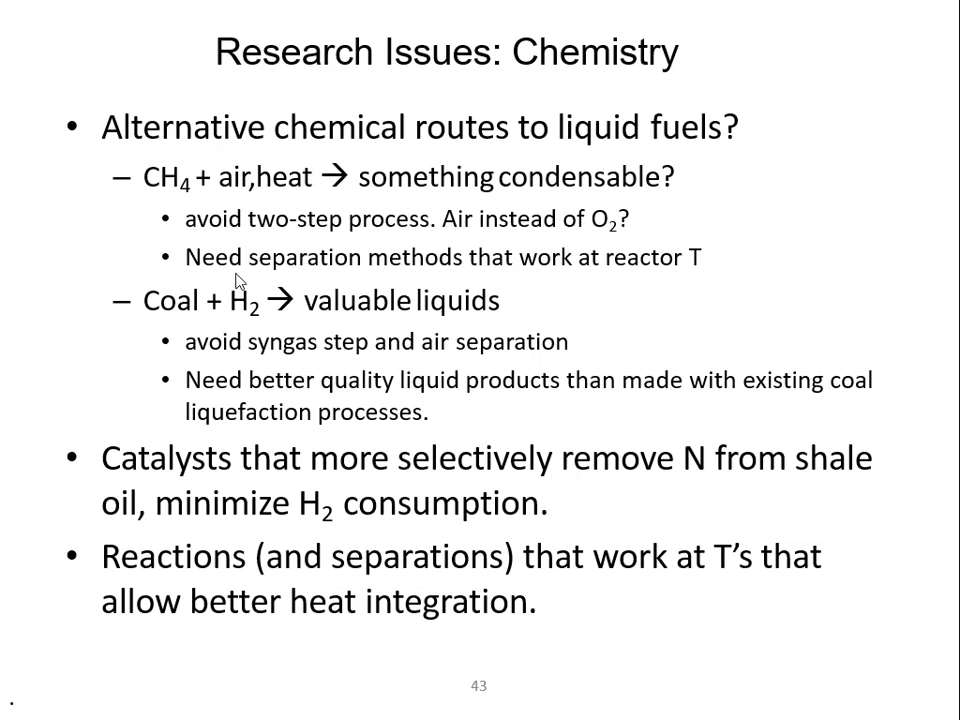 Research Issues: Chemistry
• Alternative chemical routes to liquid fuels?
– CH₄ + air,heat → something condensable?
• avoid two-step process. Air instead of O₂?
• Need separation methods that work at reactor T
– Coal + H₂ → valuable liquids
• avoid syngas step and air separation
• Need better quality liquid products than made with existing coal
liquefaction processes.
• Catalysts that more selectively remove N from shale
oil, minimize H₂ consumption.
• Reactions (and separations) that work at T’s that
allow better heat integration.
43
.